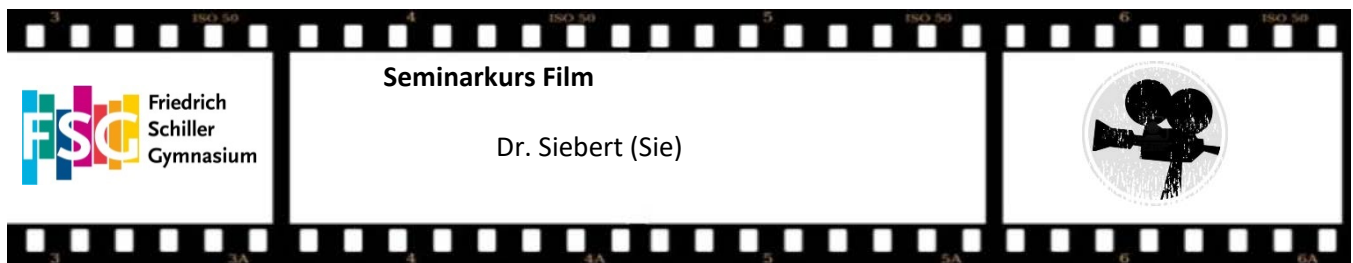 3 ISO 50 4 ISO 50 5 ISO 50 6 ISO 50
Seminarkurs Film
FSG
Friedrich
Schiller
Gymnasium
Dr. Siebert (Sie)
3 3A 4 4A 5 5A 6 6A